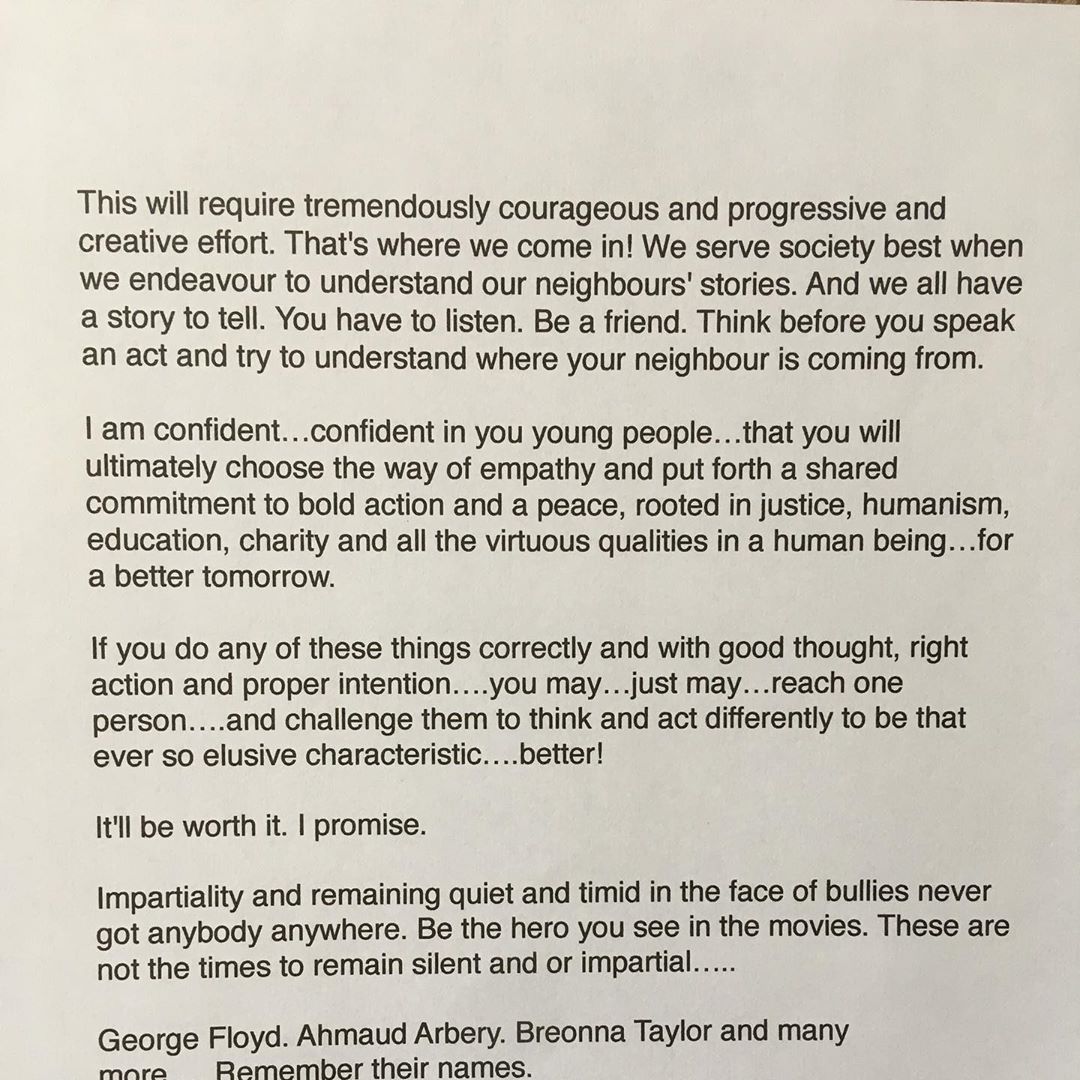 This will require tremendously courageous and progressive and
creative effort. That's where we come in! We serve society best when
we endeavour to understand our neighbours' stories. And we all have
a story to tell. You have to listen. Be a friend. Think before you speak
an act and try to understand where your neighbour is coming from.
I am confident…confident in you young people…that you will
ultimately choose the way of empathy and put forth a shared
commitment to bold action and a peace, rooted in justice, humanism,
education, charity and all the virtuous qualities in a human being…for
a better tomorrow.
If you do any of these things correctly and with good thought, right
action and proper intention….you may…just may…reach one
person….and challenge them to think and act differently to be that
ever so elusive characteristic….better!
It'll be worth it. I promise.
Impartiality and remaining quiet and timid in the face of bullies never
got anybody anywhere. Be the hero you see in the movies. These are
not the times to remain silent and or impartial…..
George Floyd. Ahmaud Arbery. Breonna Taylor and many
more Remember their names.